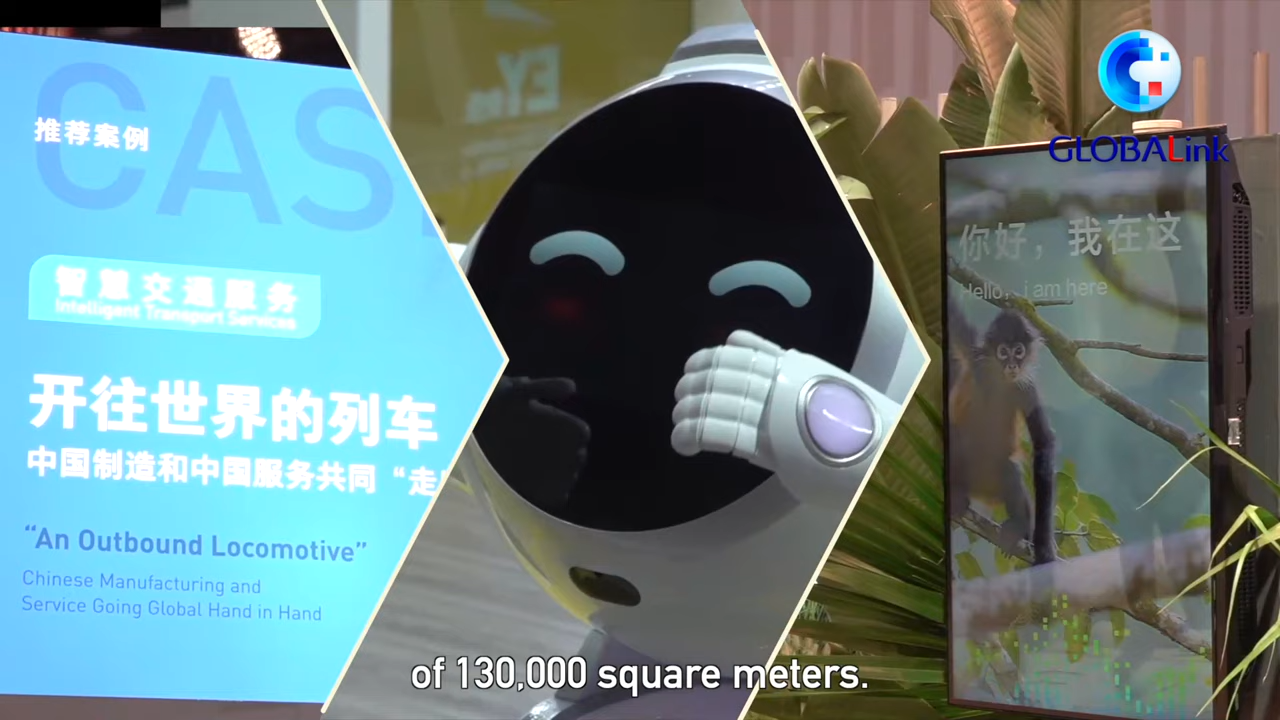 CAS
推荐案例
智慧交通服务
Intelligent Transport Services
开往世界的列车
中国制造和中国服务共同“走
“An Outbound Locomotive”
Chinese Manufacturing and
Service Going Global Hand in Hand
EY
GLOBALink
你好，我在这
Hello，i am here
of 130,000 square meters.